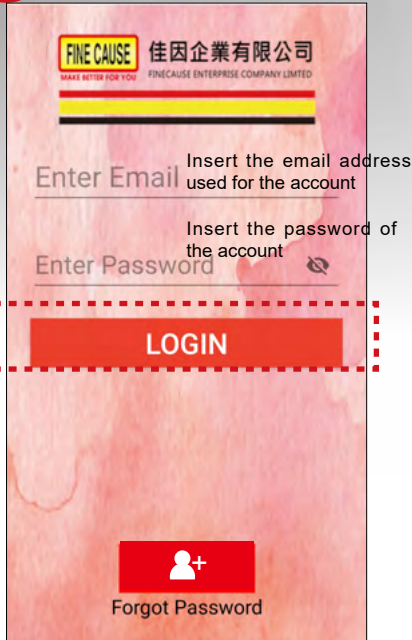 FINE CAUSE 佳因企業有限公司
MAKE BETTER FOR YOU FINECAUSE ENTERPRISE COMPANY LIMTED
Enter Email
Insert the email address
used for the account
Insert the password of
the account
Enter Password
LOGIN
Forgot Password